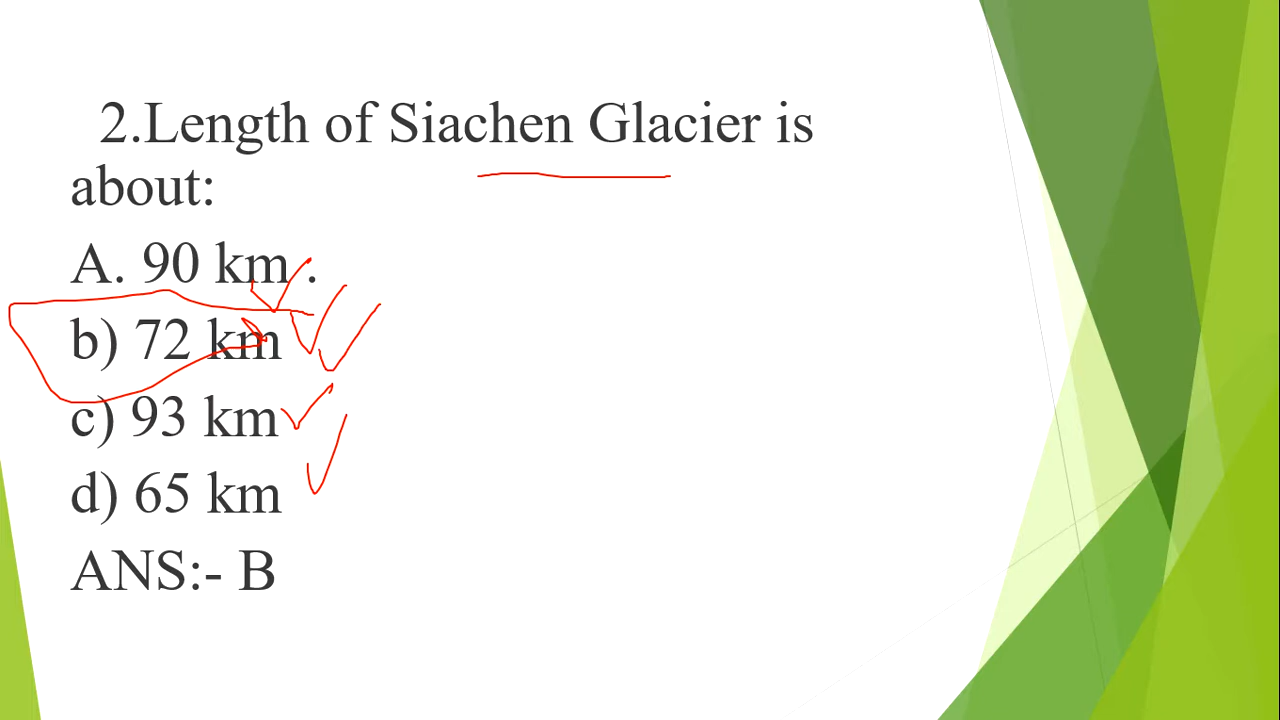 2.Length of Siachen Glacier is
about:
A. 90 km .
b) 72 km
c) 93 km
d) 65 km
ANS:- B